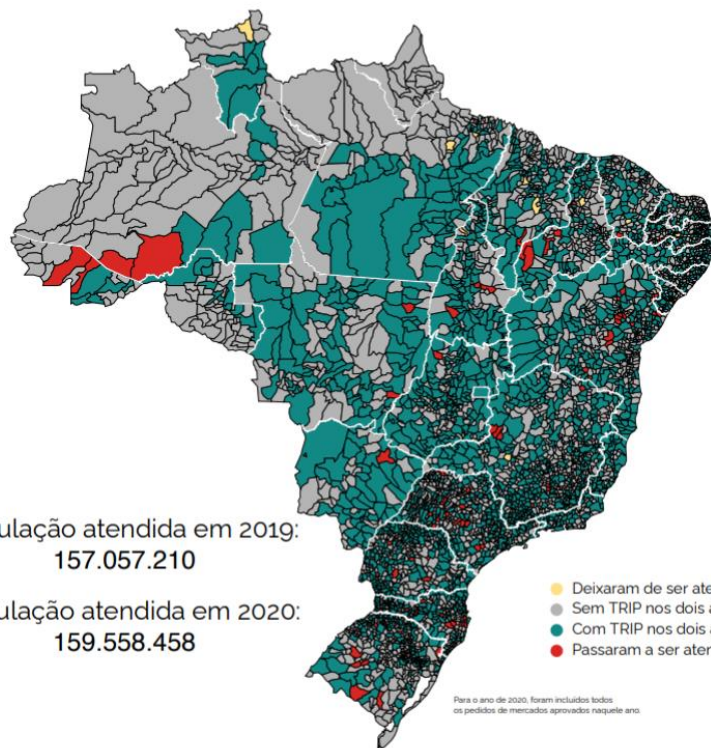 ulação atendida em 2019:
157.057.210
ulação atendida em 2020:
159.558.458
Deixaram de ser ate
Sem TRIP nos dois a
Com TRIP nos dois a
Passaram a ser aten
Para o ano de 2020, foram incluídos todos
os pedidos de mercados aprovados naquele ano.